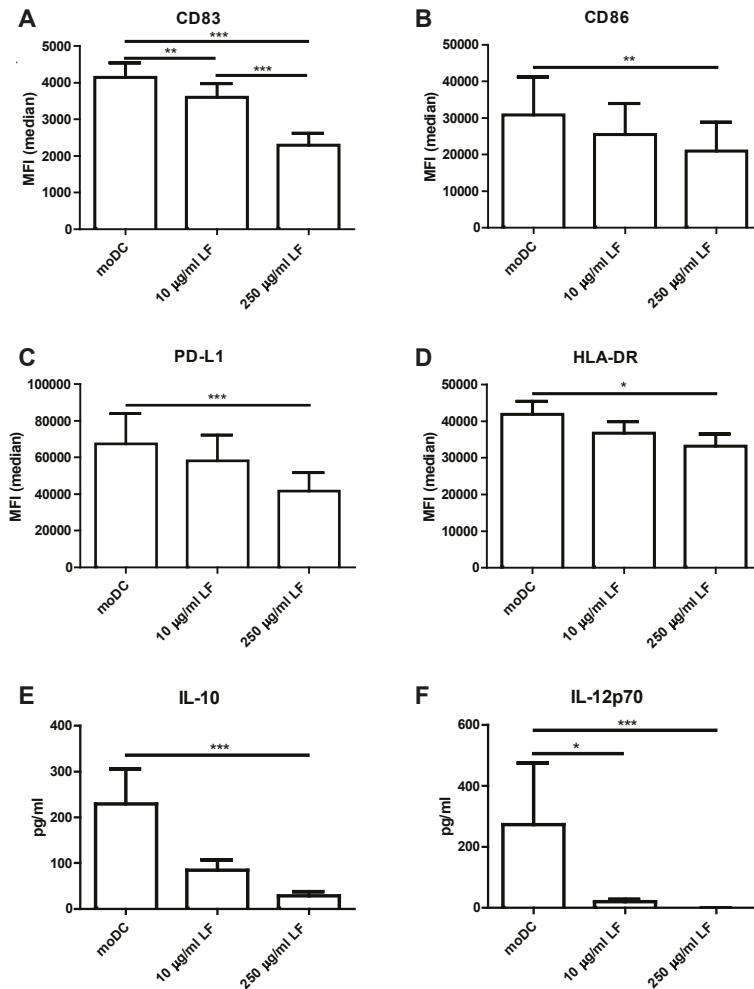 A
CD83
MFI (median)
5000
4000
3000
2000
1000
0
***
**
***
moDC
10 µg/ml LF
250 µg/ml LF
B
CD86
MFI (median)
50000
40000
30000
20000
10000
0
**
moDC
10 µg/ml LF
250 µg/ml LF
C
PD-L1
MFI (median)
100000
80000
60000
40000
20000
0
***
moDC
10 µg/ml LF
250 µg/ml LF
D
HLA-DR
MFI (median)
50000
40000
30000
20000
10000
0
*
moDC
10 µg/ml LF
250 µg/ml LF
E
IL-10
pg/ml
400
300
200
100
0
***
moDC
10 µg/ml LF
250 µg/ml LF
F
IL-12p70
pg/ml
600
400
200
0
***
*
moDC
10 µg/ml LF
250 µg/ml LF